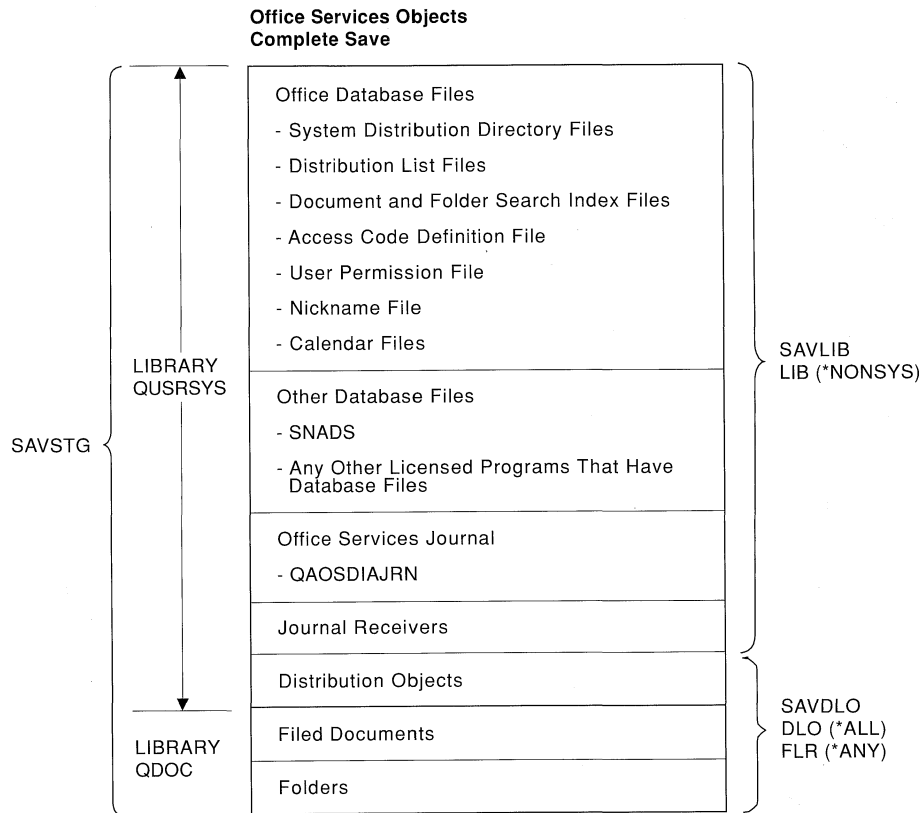 Office Services Objects
Complete Save
Office Database Files
- System Distribution Directory Files
- Distribution List Files
- Document and Folder Search Index Files
- Access Code Definition File
- User Permission File
- Nickname File
- Calendar Files
LIBRARY
QUSRSYS
SAVLIB
LIB (*NONSYS)
Other Database Files
- SNADS
- Any Other Licensed Programs That Have
Database Files
SAVSTG
Office Services Journal
- QAOSDIAJRN
Journal Receivers
Distribution Objects
SAVDLO
DLO (*ALL)
FLR (*ANY)
LIBRARY
QDOC
Filed Documents
Folders